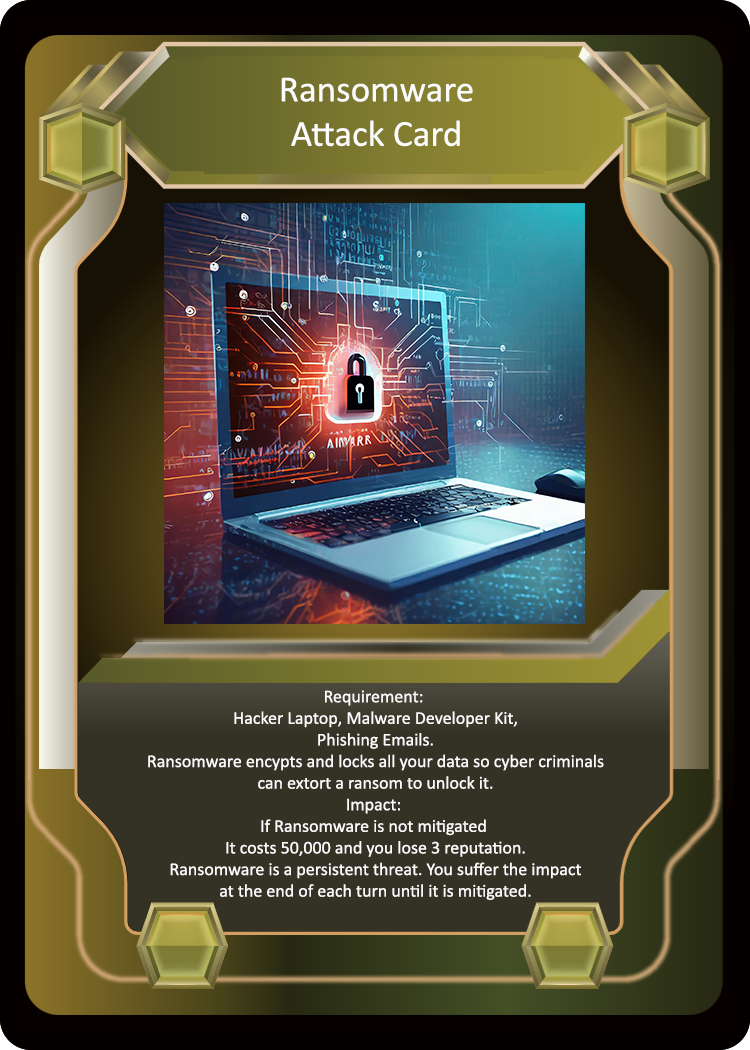 Ransomware
Attack Card
Requirement:
Hacker Laptop, Malware Developer Kit,
Phishing Emails.
Ransomware encypts and locks all your data so cyber criminals
can extort a ransom to unlock it.
Impact:
If Ransomware is not mitigated
It costs 50,000 and you lose 3 reputation.
Ransomware is a persistent threat. You suffer the impact
at the end of each turn until it is mitigated.